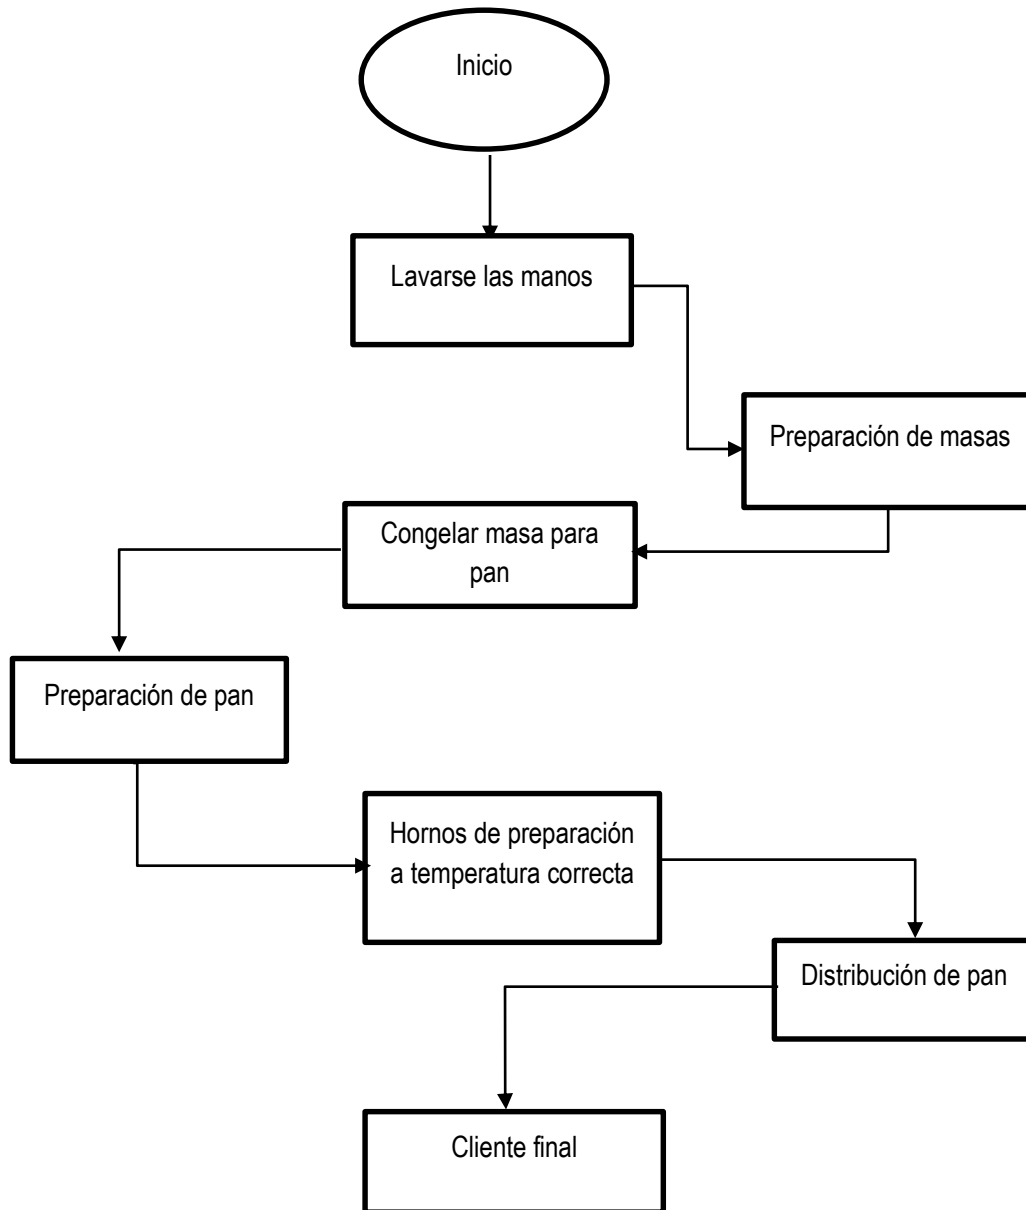 Inicio
Lavarse las manos
Preparación de masas
Congelar masa para
pan
Preparación de pan
Hornos de preparación
a temperatura correcta
Distribución de pan
Cliente final